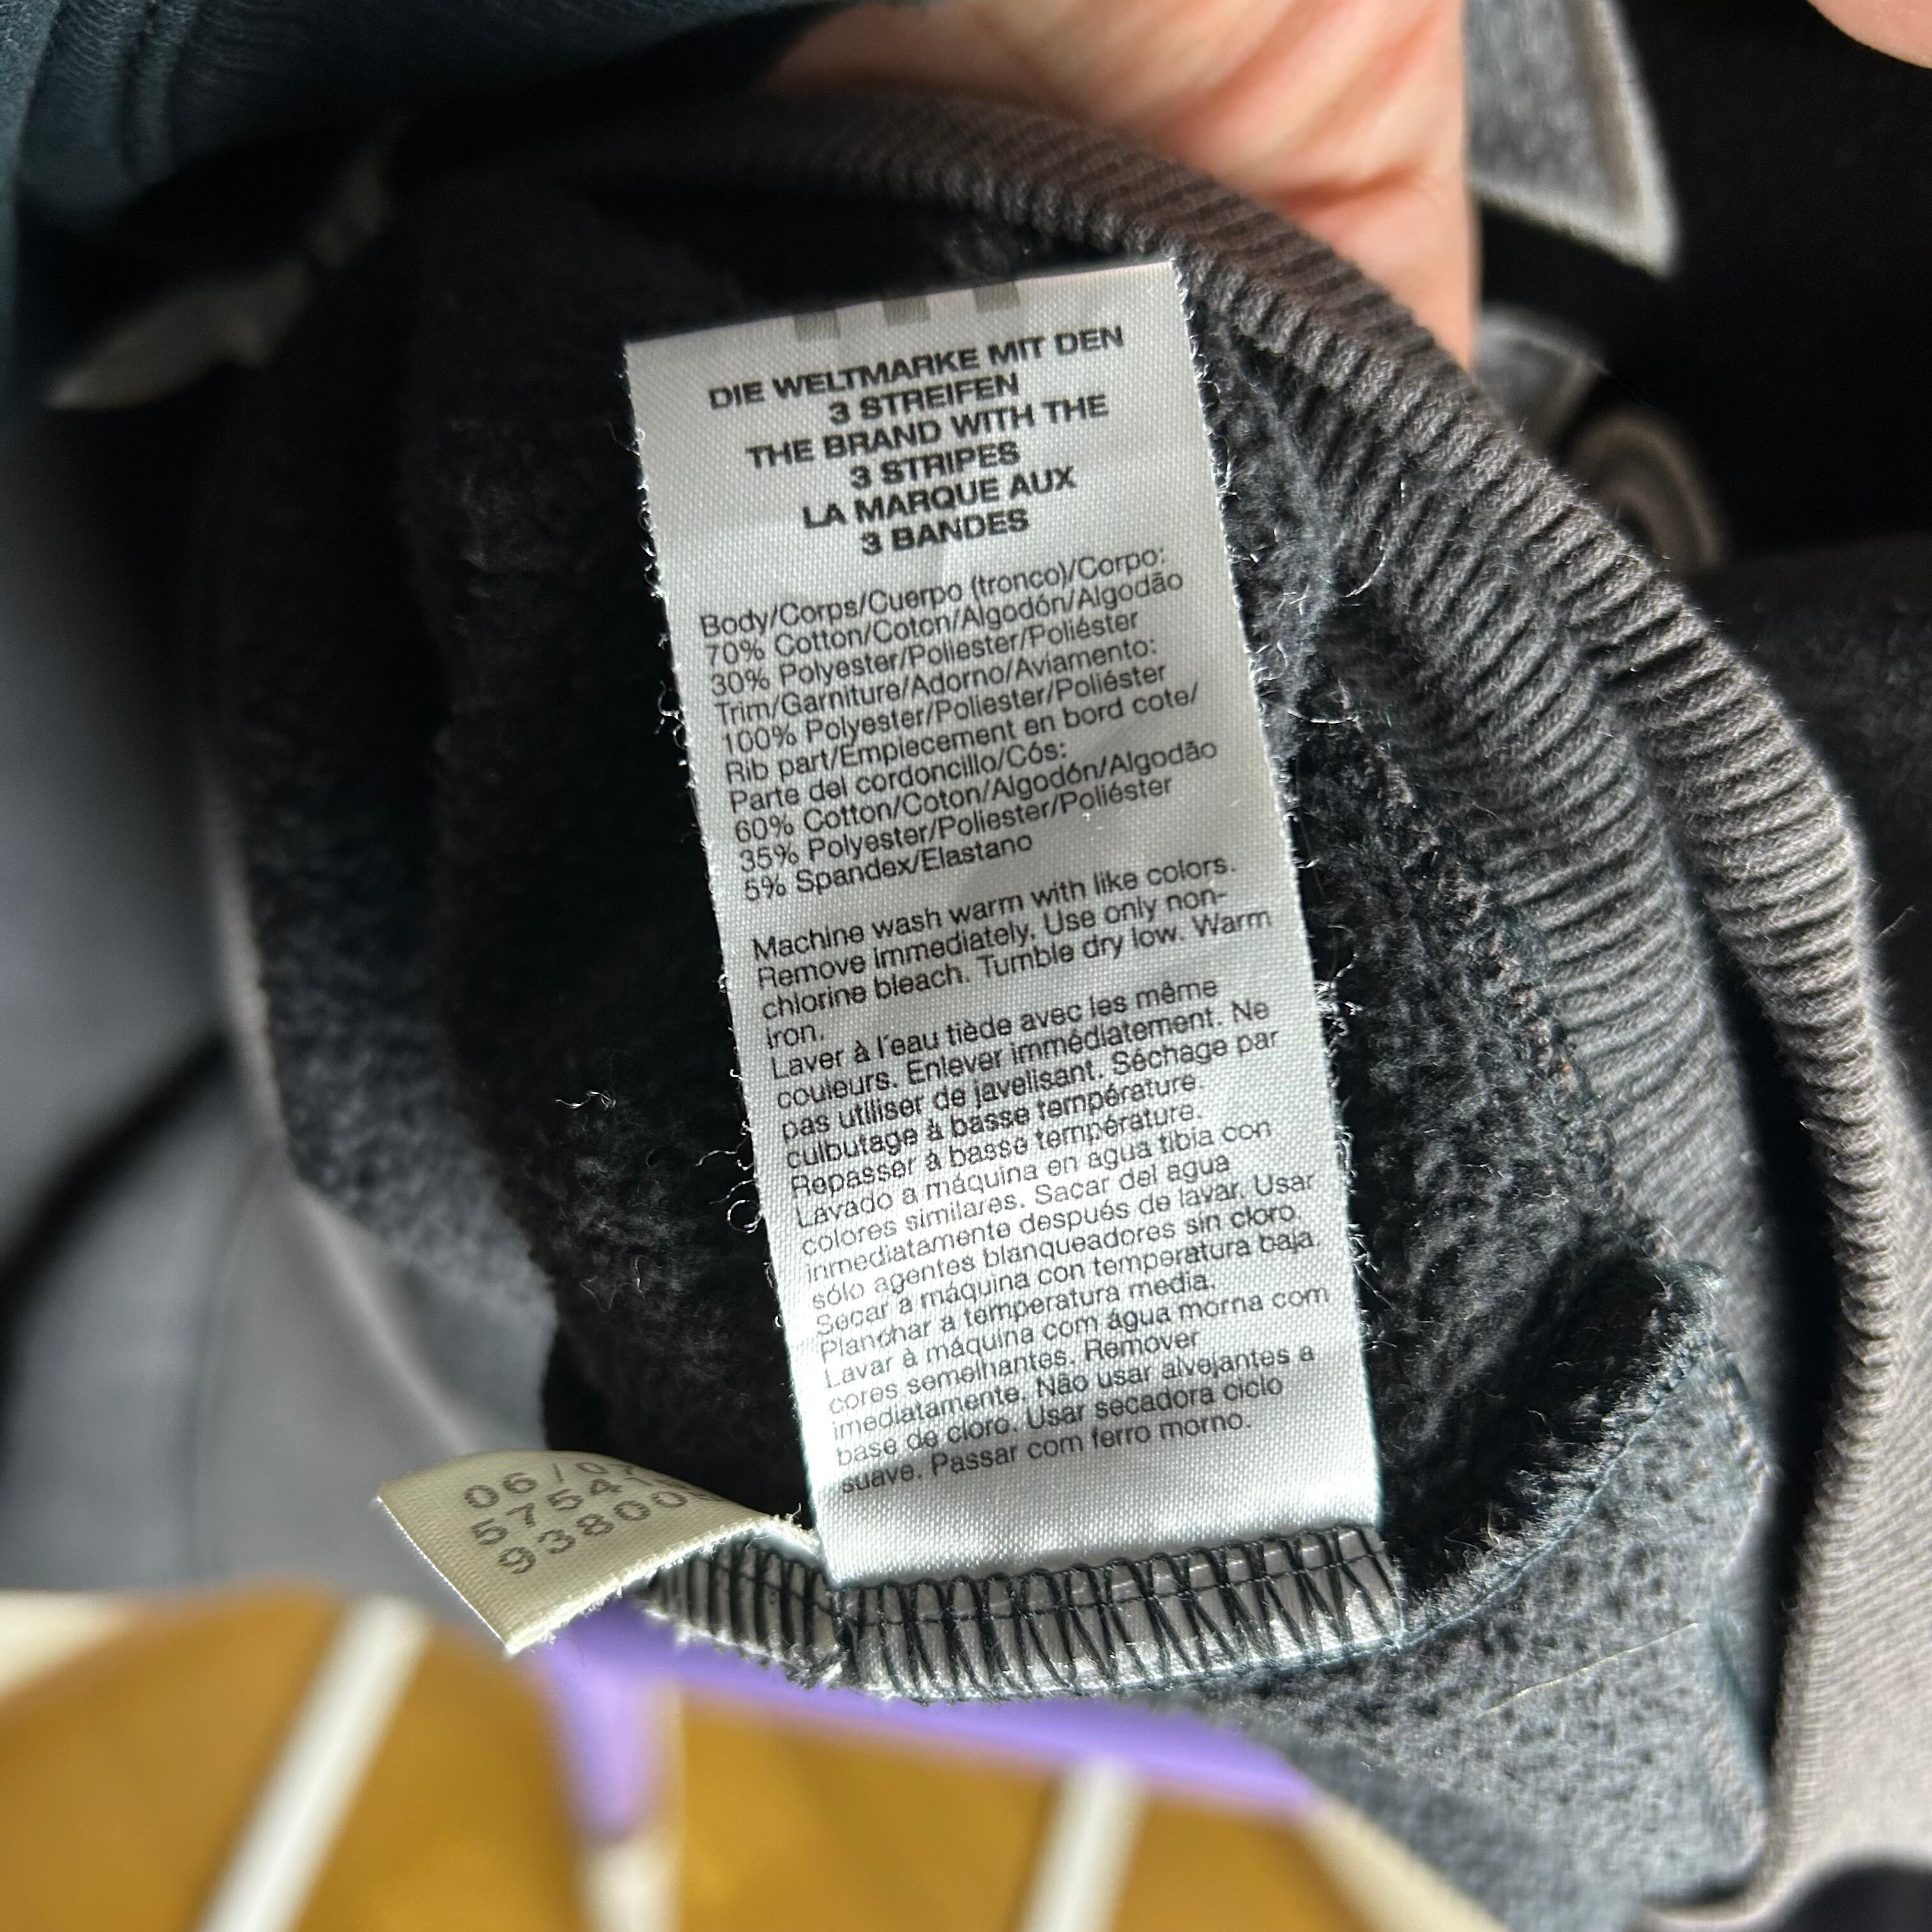 DIE WELTMARKE MIT DEN
3 STREIFEN
THE BRAND WITH THE
3 STRIPES
LA MARQUE AUX
3 BANDES
Body/Corps/Cuerpo (tronco)/Corpo:
70% Cotton/Coton/Algodón/Algodão
30% Polyester/Poliester/Poliéster
Trim/Garniture/Adorno/Aviamento:
100% Polyester/Poliester/Poliéster
Rib part/Empiecement en bord cote/
Parte del cordoncillo/Cós:
60% Cotton/Coton/Algodón/Algodão
35% Polyester/Poliester/Poliéster
5% Spandex/Elastano
Machine wash warm with like colors.
Remove immediately. Use only non-
chlorine bleach. Tumble dry low. Warm
iron.
Laver à l'eau tiède avec les même
couleurs. Enlever immédiatement. Ne
pas utiliser de javelisant. Séchage par
culbutage à basse température.
Repasser à basse température.
Lavado a máquina en agua tibia con
colores similares. Sacar del agua
inmediatamente después de lavar. Usar
sólo agentes blanqueadores sin cloro.
Secar a máquina con temperatura baja.
Planchar a temperatura media.
Lavar à máquina com água morna com
cores semelhantes. Remover
imediatamente. Não usar alvejantes a
base de cloro. Usar secadora ciclo
suave. Passar com ferro morno.
06/0
5754
93800